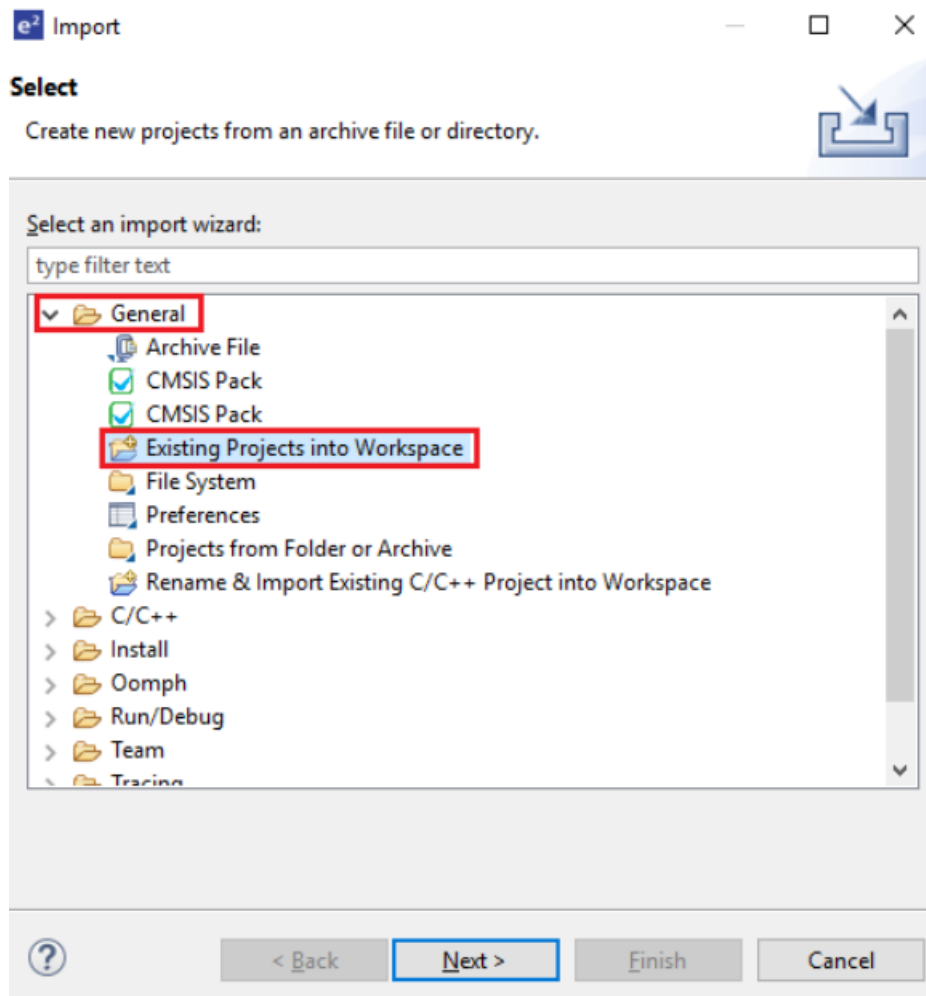 e² Import
Select
Create new projects from an archive file or directory.
Select an import wizard:
type filter text
General
Archive File
CMSIS Pack
CMSIS Pack
Existing Projects into Workspace
File System
Preferences
Projects from Folder or Archive
Rename & Import Existing C/C++ Project into Workspace
C/C++
Install
Oomph
Run/Debug
Team
Tracing
? < Back Next > Finish Cancel